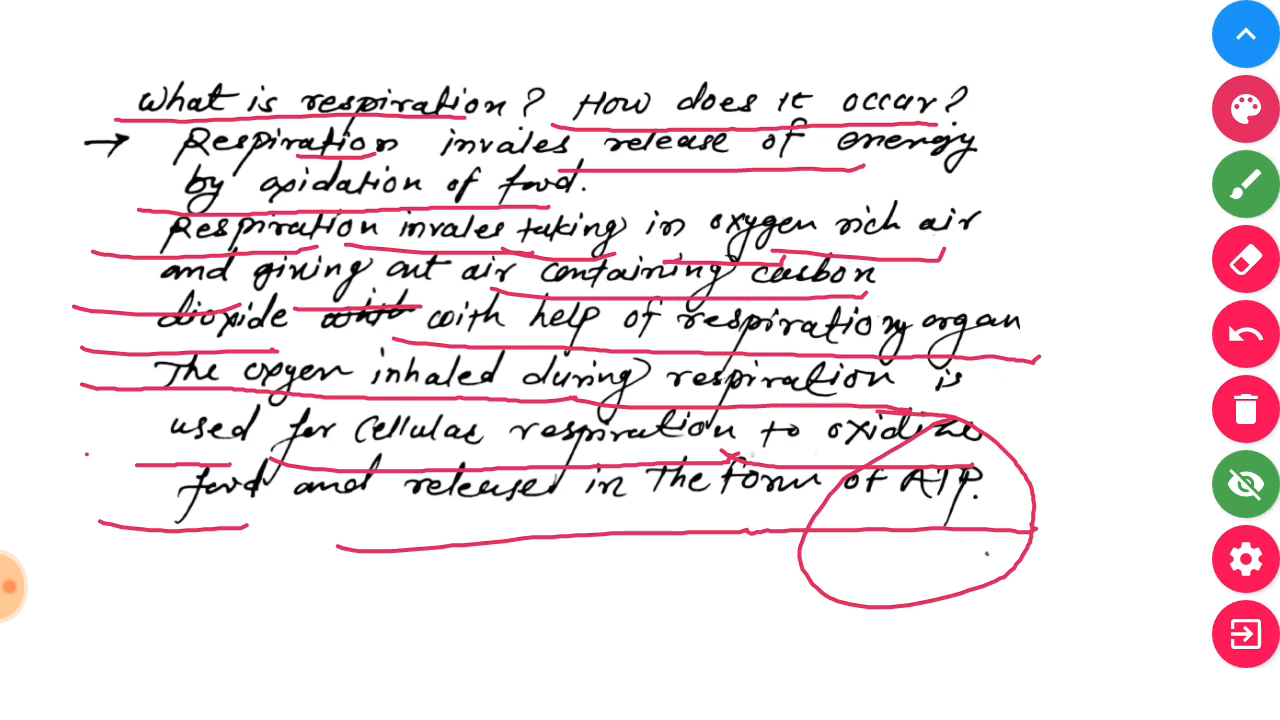 What is respiration? How does it occur?
→ Respiration invales release of energy
by oxidation of food.
Respiration invales taking in oxygen rich air
and giving out air containing carbon
dioxide with with help of respiratiory organ
The oxygen inhaled during respiration is
used for cellular respiration to oxidize
food and released in the form of ATP.